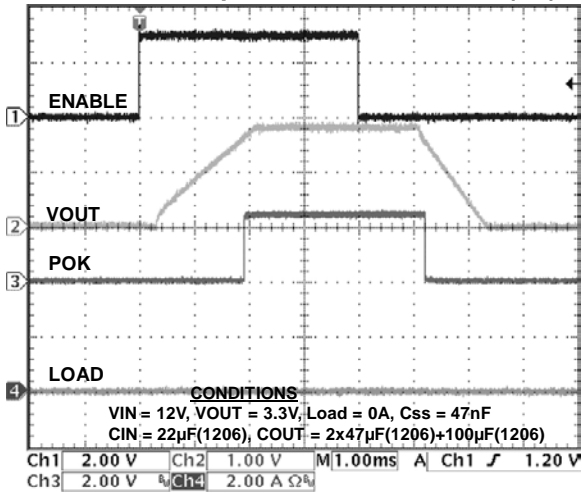 T
1
ENABLE
VOUT
2
POK
3
LOAD
4
CONDITIONS
VIN = 12V, VOUT = 3.3V, Load = 0A, Css = 47nF
CIN = 22µF(1206), COUT = 2x47µF(1206)+100µF(1206)
Ch1 2.00 V Ch2 1.00 V M 1.00ms A Ch1 1.20 V
Ch3 2.00 V Ch4 2.00 A Ω